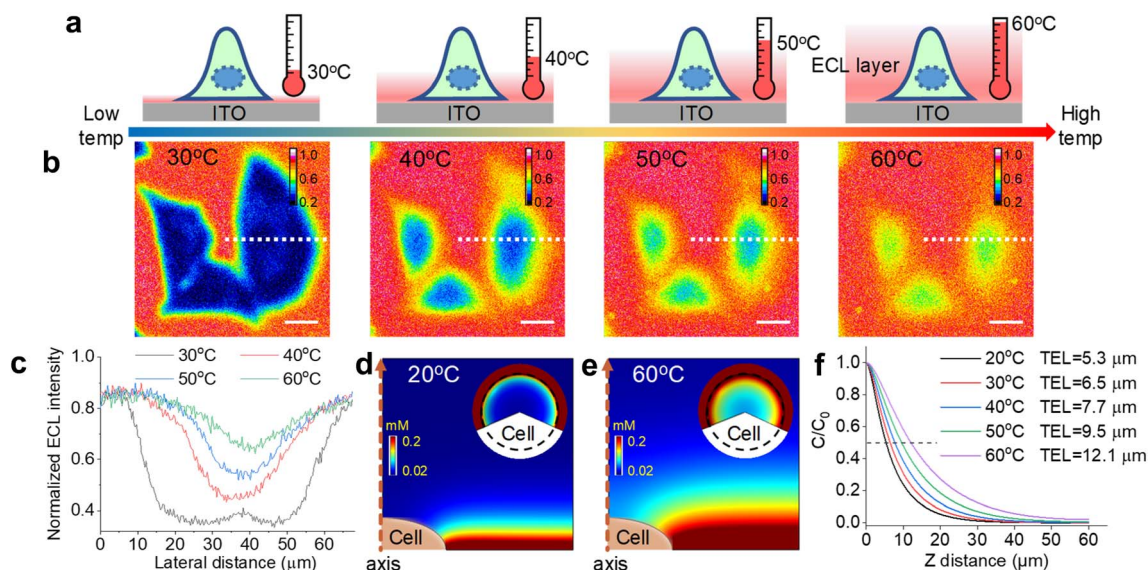 a
30°C
40°C
50°C
60°C
ECL layer
ITO
ITO
ITO
ITO
Low temp
High temp
b
30°C
1.0
0.6
0.2
40°C
1.0
0.6
0.2
50°C
1.0
0.6
0.2
60°C
1.0
0.6
0.2
c
Normalized ECL intensity
1.0
0.8
0.6
0.4
30°C
40°C
50°C
60°C
0 10 20 30 40 50 60
Lateral distance (μm)
d
20°C
mM
0.2
0.02
Cell
Cell
axis
e
60°C
mM
0.2
0.02
Cell
Cell
axis
f
C/C₀
1.0
0.8
0.6
0.4
0.2
0.0
20°C TEL=5.3 μm
30°C TEL=6.5 μm
40°C TEL=7.7 μm
50°C TEL=9.5 μm
60°C TEL=12.1 μm
0 10 20 30 40 50 60
Z distance (μm)